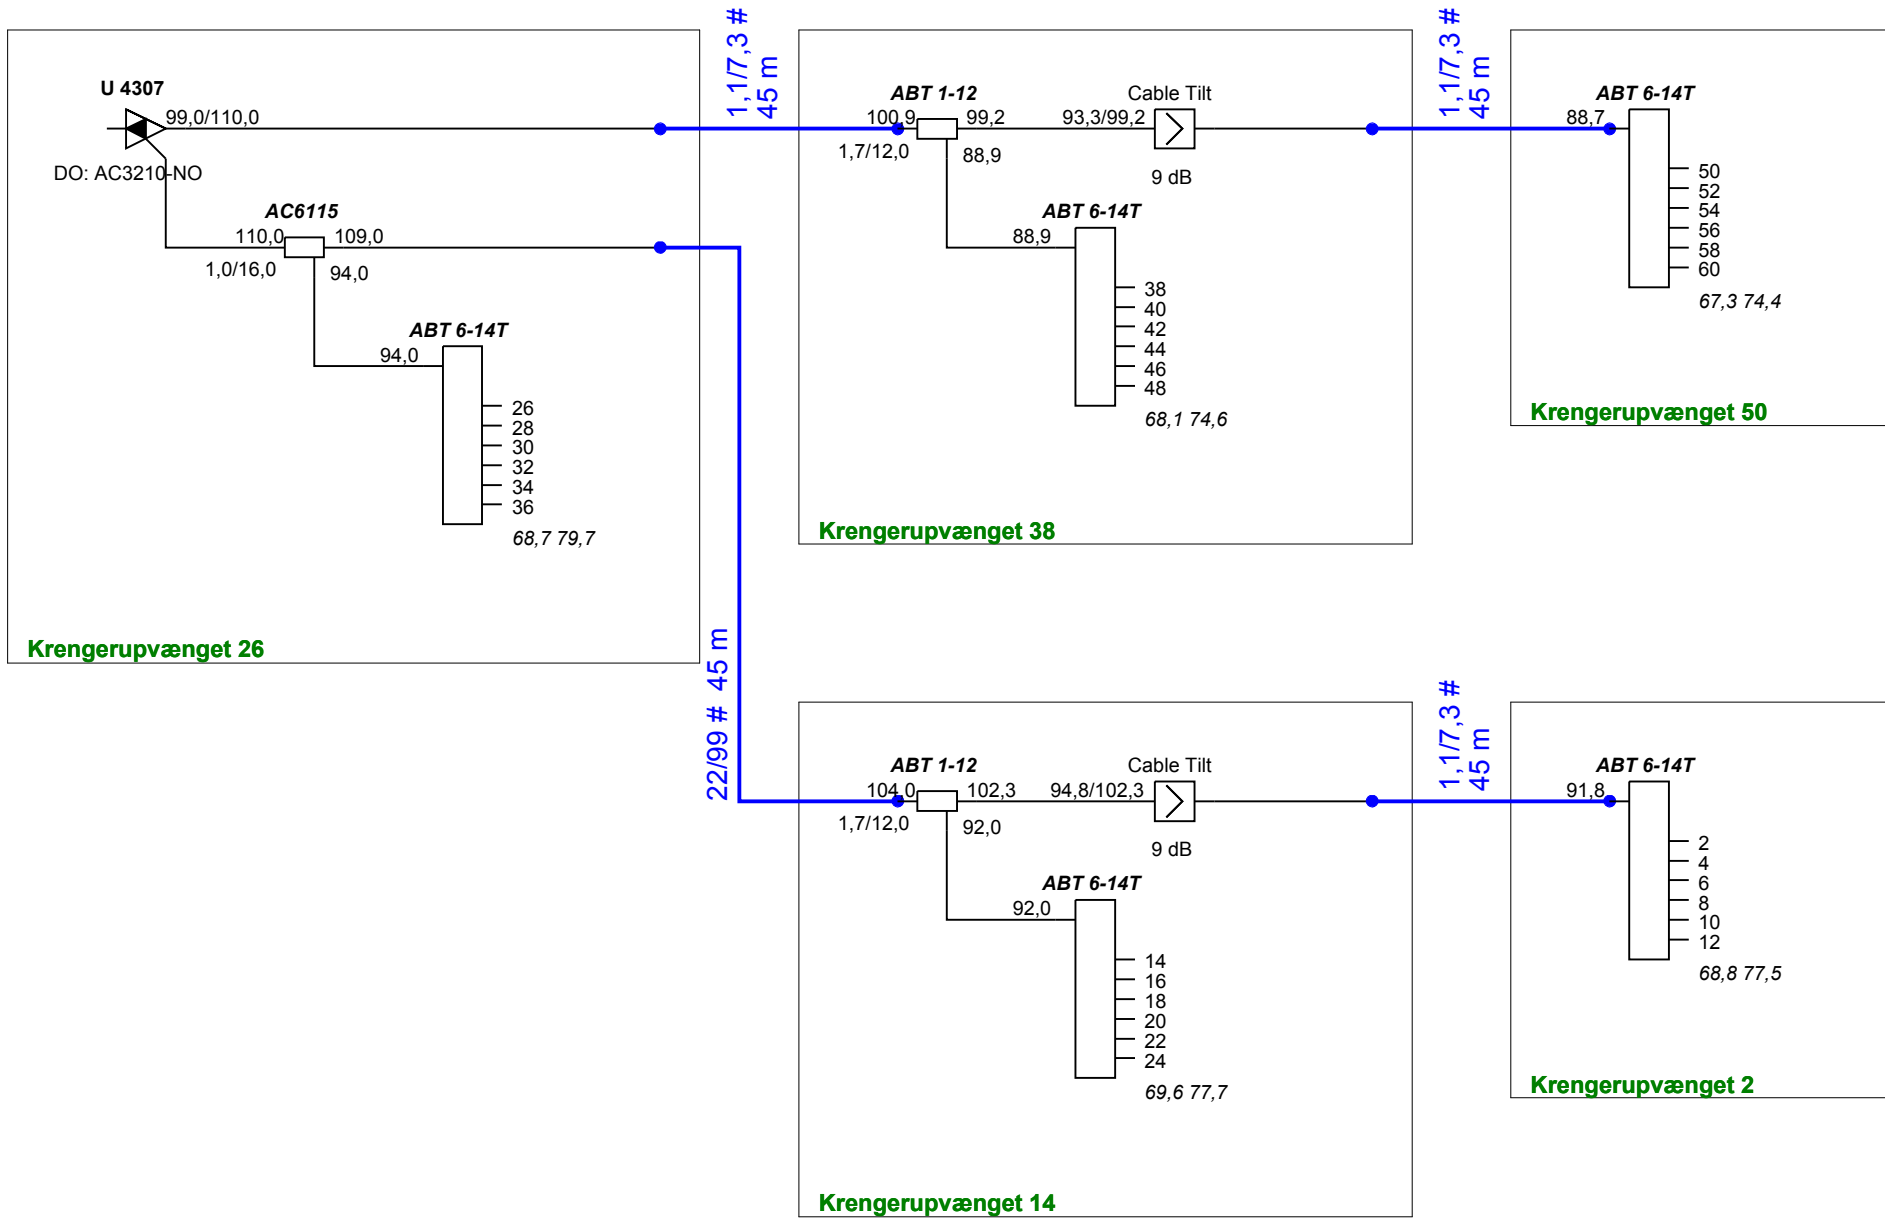 U 4307
99,0/110,0
DO: AC3210-NO
AC6115
110,0
109,0
1,0/16,0
94,0
ABT 6-14T
94,0
26
28
30
32
34
36
68,7 79,7
Krengerupvænget 26
1,1/7,3 #
45 m
ABT 1-12
100,9
99,2
1,7/12,0
88,9
Cable Tilt
93,3/99,2
9 dB
ABT 6-14T
88,9
38
40
42
44
46
48
68,1 74,6
Krengerupvænget 38
1,1/7,3 #
45 m
ABT 6-14T
88,7
50
52
54
56
58
60
67,3 74,4
Krengerupvænget 50
22/99 # 45 m
ABT 1-12
104,0
102,3
1,7/12,0
92,0
Cable Tilt
94,8/102,3
9 dB
ABT 6-14T
92,0
14
16
18
20
22
24
69,6 77,7
Krengerupvænget 14
1,1/7,3 #
45 m
ABT 6-14T
91,8
2
4
6
8
10
12
68,8 77,5
Krengerupvænget 2